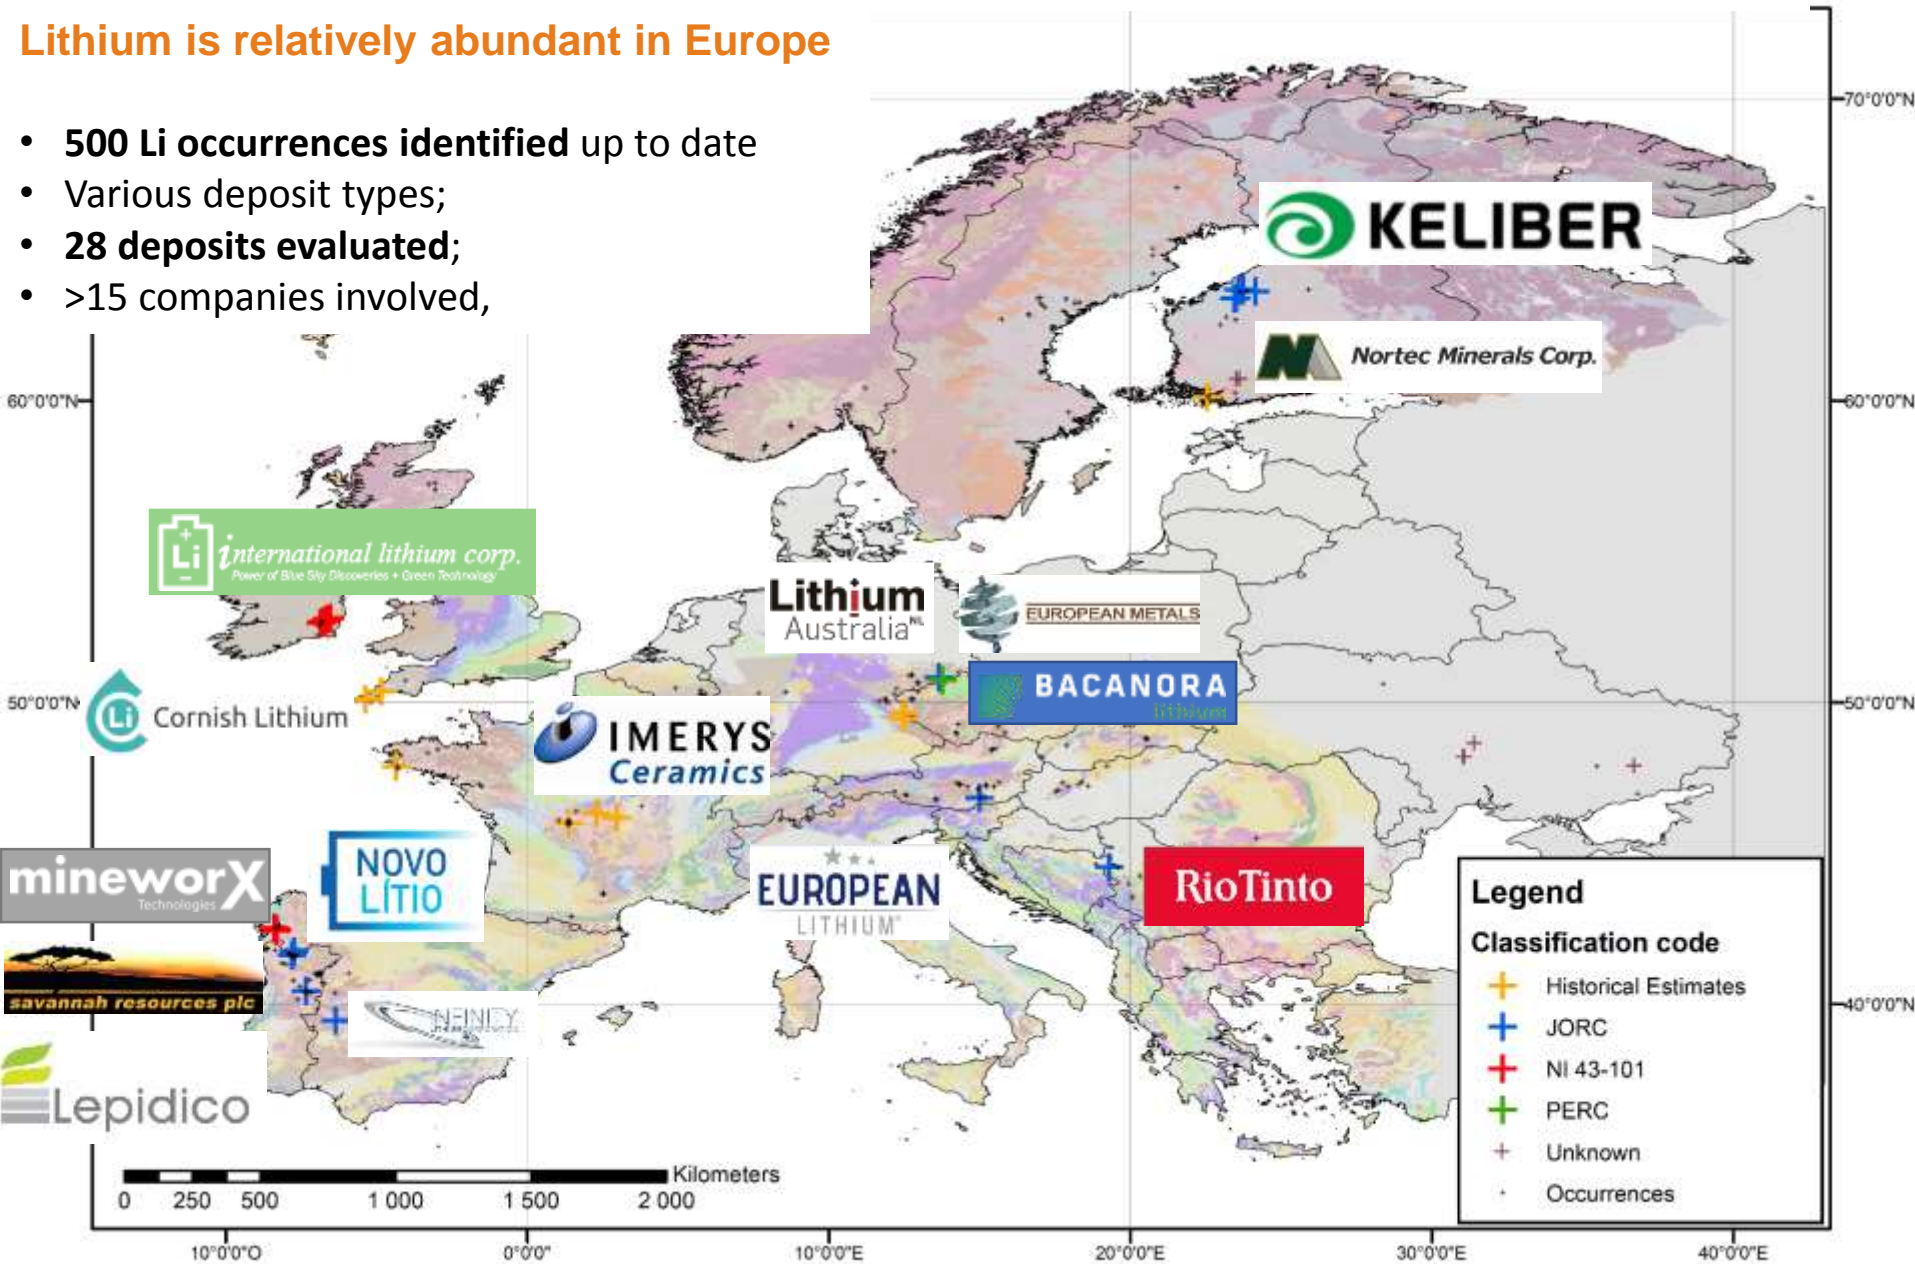 Lithium is relatively abundant in Europe
• 500 Li occurrences identified up to date
• Various deposit types;
• 28 deposits evaluated;
• >15 companies involved,
70°0'0"N
KELIBER
Nortec Minerals Corp.
60°0'0"N
60°0'0"N
Li international lithium corp.
Power of Blue Sky Discoveries + Green Technology
Lithium
Australia NL
EUROPEAN METALS
BACANORA
lithium
50°0'0"N
50°0'0"N
Li Cornish Lithium
IMERYS
Ceramics
mineworX
Technologies
NOVO
LÍTIO
EUROPEAN
LITHIUM
RioTinto
savannah resources plc
INFINITY
Lepidico
40°0'0"N
Legend
Classification code
Historical Estimates
JORC
NI 43-101
PERC
Unknown
Occurrences
Kilometers
0 250 500 1 000 1 500 2 000
10°0'0"O 0°0'0" 10°0'0"E 20°0'0"E 30°0'0"E 40°0'0"E